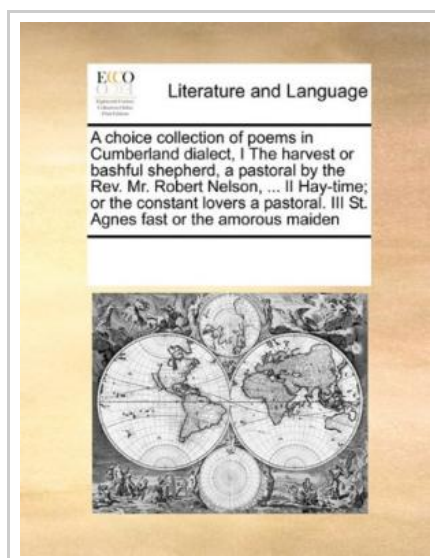 ECCO
Literature and Language
A choice collection of poems in
Cumberland dialect, I The harvest or
bashful shepherd, a pastoral by the
Rev. Mr. Robert Nelson, ... II Hay-time;
or the constant lovers a pastoral. III St.
Agnes fast or the amorous maiden